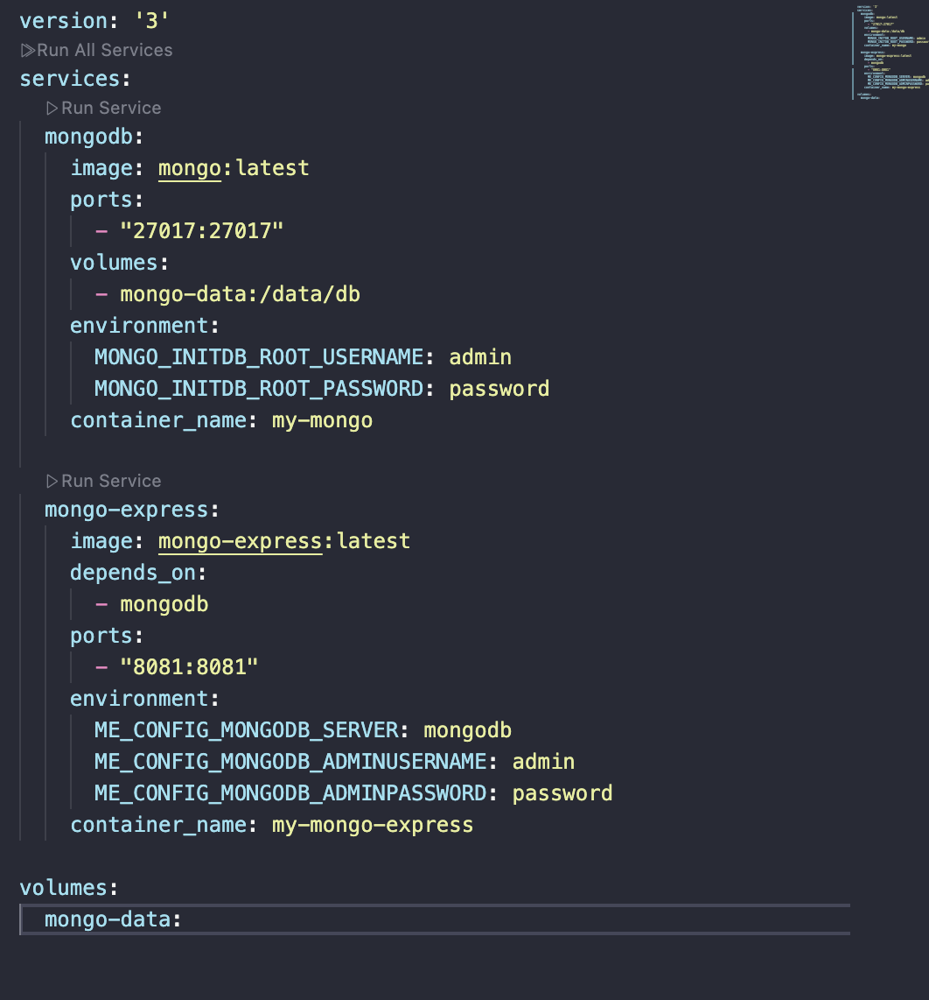 version: '3'
Run All Services
services:
Run Service
mongodb:
image: mongo:latest
ports:
- "27017:27017"
volumes:
- mongo-data:/data/db
environment:
MONGO_INITDB_ROOT_USERNAME: admin
MONGO_INITDB_ROOT_PASSWORD: password
container_name: my-mongo
Run Service
mongo-express:
image: mongo-express:latest
depends_on:
- mongodb
ports:
- "8081:8081"
environment:
ME_CONFIG_MONGODB_SERVER: mongodb
ME_CONFIG_MONGODB_ADMINUSERNAME: admin
ME_CONFIG_MONGODB_ADMINPASSWORD: password
container_name: my-mongo-express
volumes:
mongo-data: